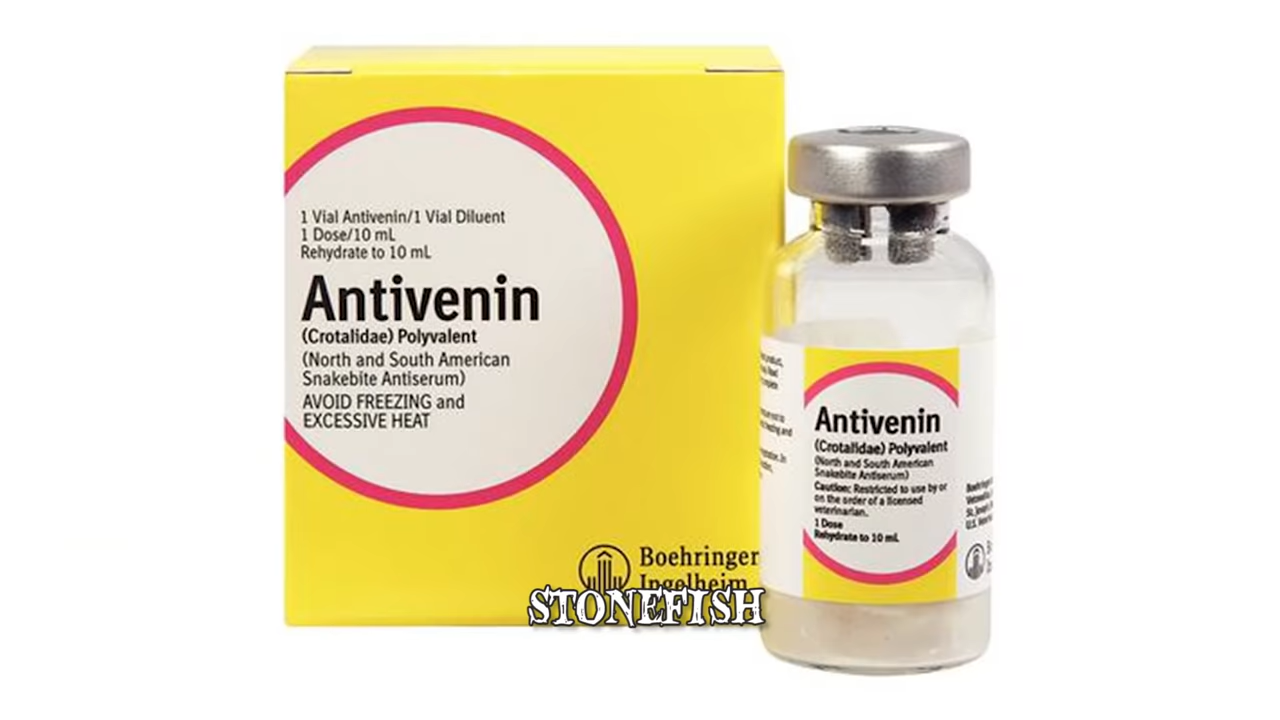 1 Vial Antivenin/1 Vial Diluent
1 Dose/10 mL
Rehydrate to 10 mL
Antivenin
(Crotalidae) Polyvalent
(North and South American
Snakebite Antiserum)
AVOID FREEZING and
EXCESSIVE HEAT
Boehringer
Ingelheim
STONEFISH
Antivenin
(Crotalidae) Polyvalent
(North and South American
Snakebite Antiserum)
Caution: Restricted to use by or
on the order of a licensed
veterinarian.
1 Dose
Rehydrate to 10 mL